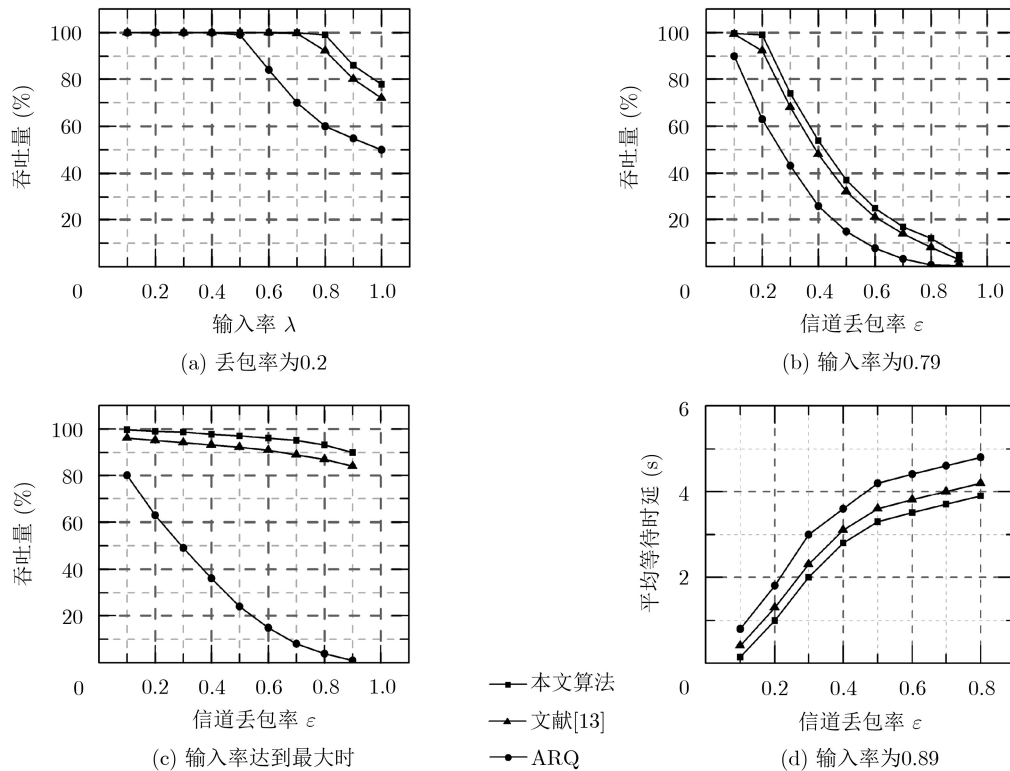 100
80
60
40
20
0
吞吐量 (%)
0.2 0.4 0.6 0.8 1.0
输入率 λ
(a) 丢包率为0.2
100
80
60
40
20
0
吞吐量 (%)
0.2 0.4 0.6 0.8 1.0
信道丢包率 ε
(b) 输入率为0.79
100
80
60
40
20
0
吞吐量 (%)
0.2 0.4 0.6 0.8 1.0
信道丢包率 ε
(c) 输入率达到最大时
本文算法
文献[13]
ARQ
6
4
2
0
平均等待时延 (s)
0.2 0.4 0.6 0.8
信道丢包率 ε
(d) 输入率为0.89